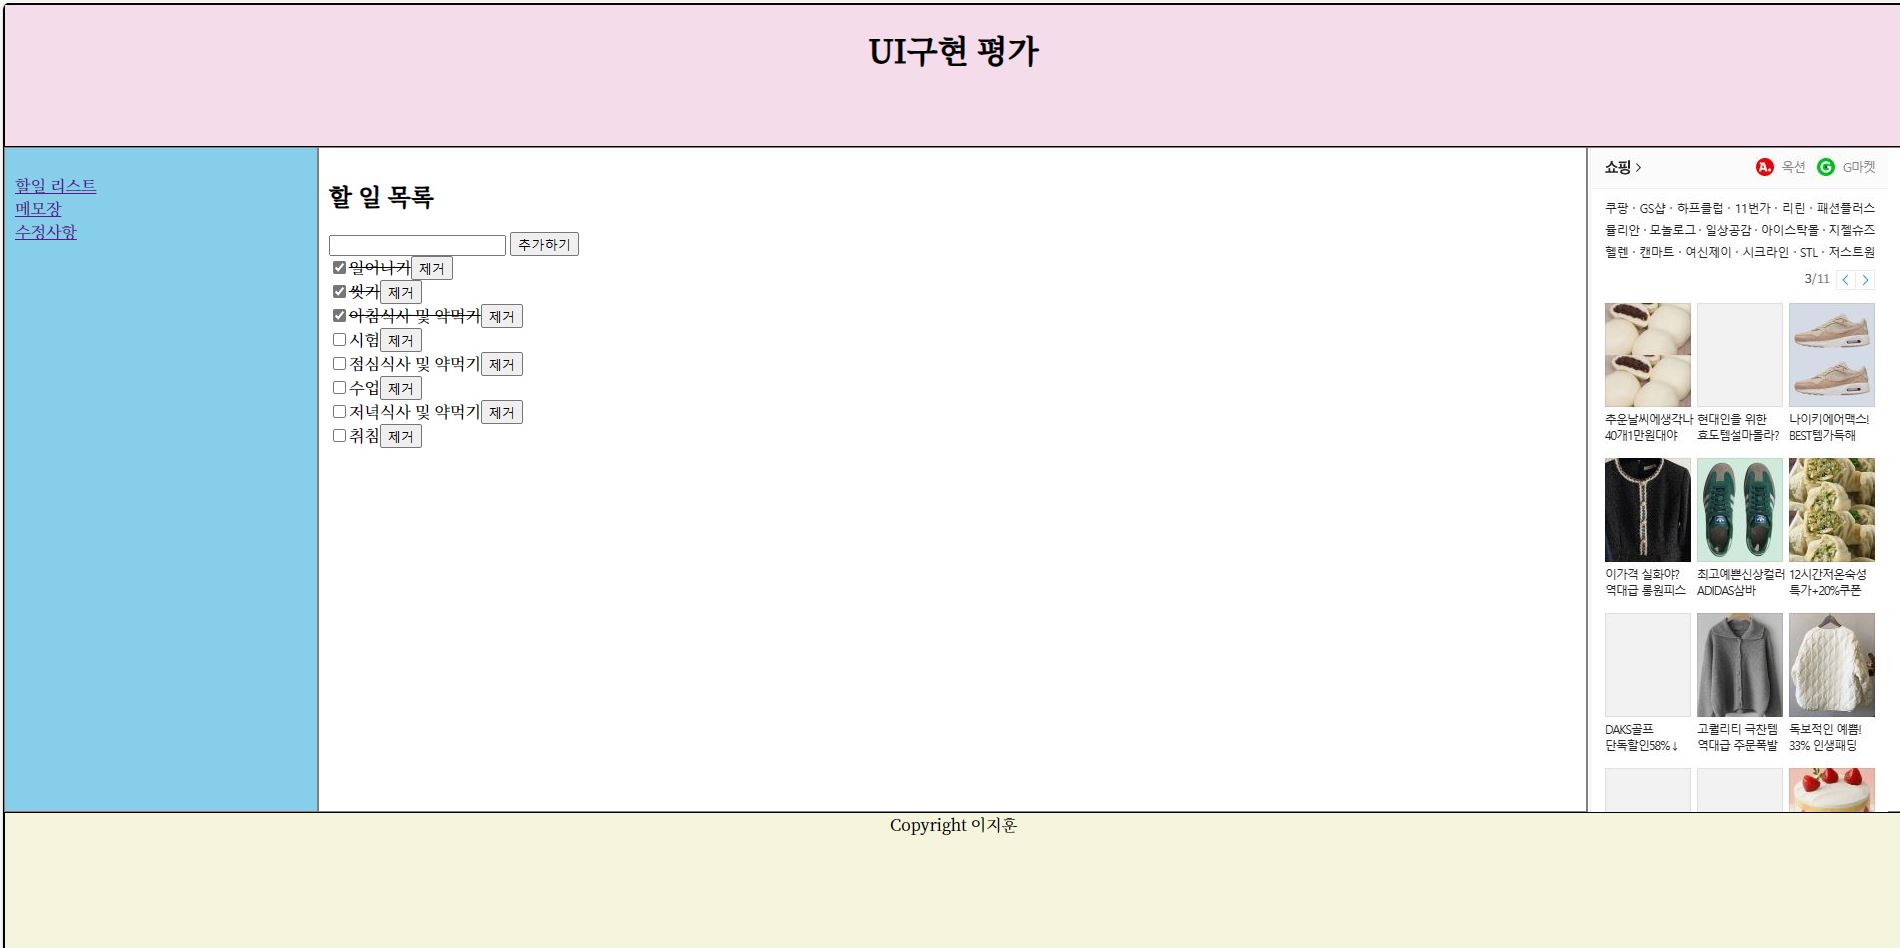 UI구현 평가
할일 리스트
메모장
수정사항
할 일 목록
추가하기
일어나기 제거
씻기 제거
아침식사 및 약먹기 제거
시험 제거
점심식사 및 약먹기 제거
수업 제거
저녁식사 및 약먹기 제거
취침 제거
쇼핑 > A. 옥션 G G마켓
쿠팡 · GS샵 · 하프클럽 · 11번가 · 리린 · 패션플러스
률리안 · 모놀로그 · 일상공감 · 아이스탁몰 · 지젤슈즈
헬렌 · 캔마트 · 여신제이 · 시크라인 · STL · 저스트원
3/11 < >
추운날씨에생각나 현대인을 위한 나이키에어맥스!
40개1만원대야 효도템설마몰라? BEST템가득해
이가격 실화야? 최고예쁜신상컬러 12시간저온숙성
역대급 롱원피스 ADIDAS삼바 특가+20%쿠폰
DAKS골프 고퀄리티 극찬템 독보적인 예쁨!
단독할인58%↓ 역대급 주문폭발 33% 인생패딩
Copyright 이지훈